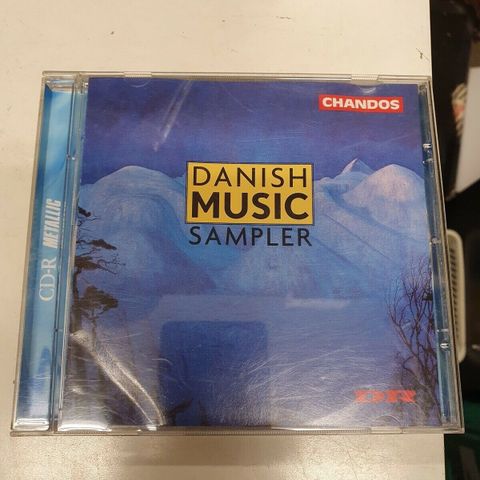 CHANDOS
DANISH
MUSIC
SAMPLER
CD-R METALLIC
DR